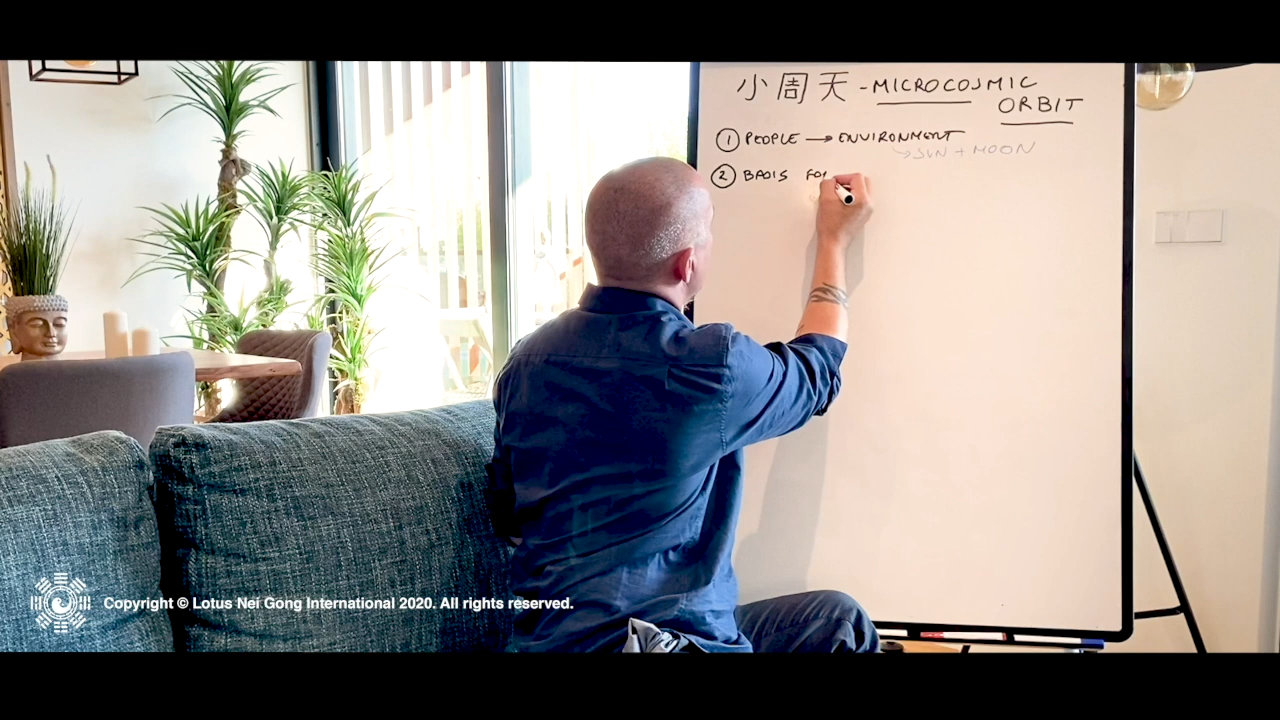 小周天 - MICROCOSMIC
ORBIT
① PEOPLE → ENVIRONMENT
→ SUN + MOON
② BASIS FO
Copyright © Lotus Nei Gong International 2020. All rights reserved.